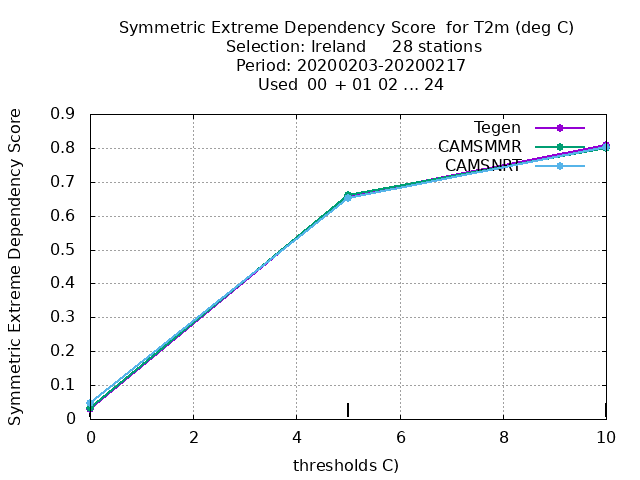 Symmetric Extreme Dependency Score for T2m (deg C)
Selection: Ireland 28 stations
Period: 20200203-20200217
Used 00 + 01 02 ... 24
Symmetric Extreme Dependency Score
0.9
0.8
0.7
0.6
0.5
0.4
0.3
0.2
0.1
0
Tegen
CAMSMMR
CAMSNRT
0 2 4 6 8 10
thresholds C)